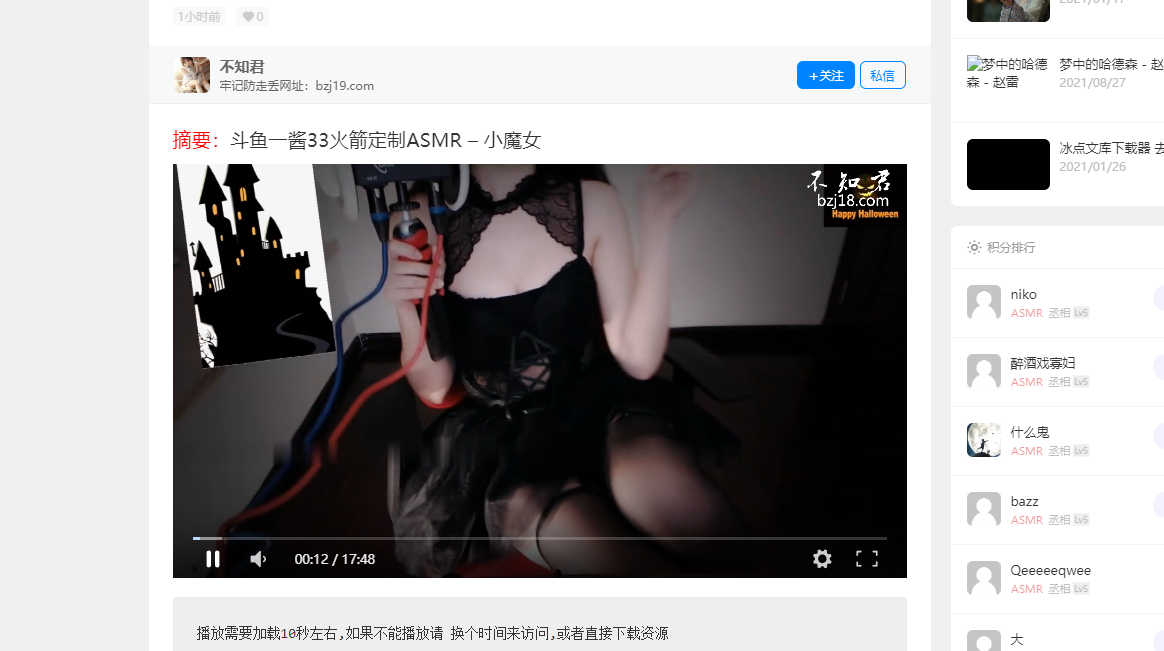 1小时前 0
不知君
牢记防走丢网址：bzj19.com
+关注 私信
摘要：斗鱼一酱33火箭定制ASMR – 小魔女
不知君
bzj18.com
Happy Halloween
00:12 / 17:48
播放需要加载10秒左右,如果不能播放请 换个时间来访问,或者直接下载资源
梦中的哈德森 - 赵雷
梦中的哈德森 - 赵
2021/08/27
冰点文库下载器 去
2021/01/26
积分排行
niko
ASMR 丞相 Lv5
醉酒戏寡妇
ASMR 丞相 Lv5
什么鬼
ASMR 丞相 Lv5
bazz
ASMR 丞相 Lv5
Qeeeeeqwee
ASMR 丞相 Lv5
大